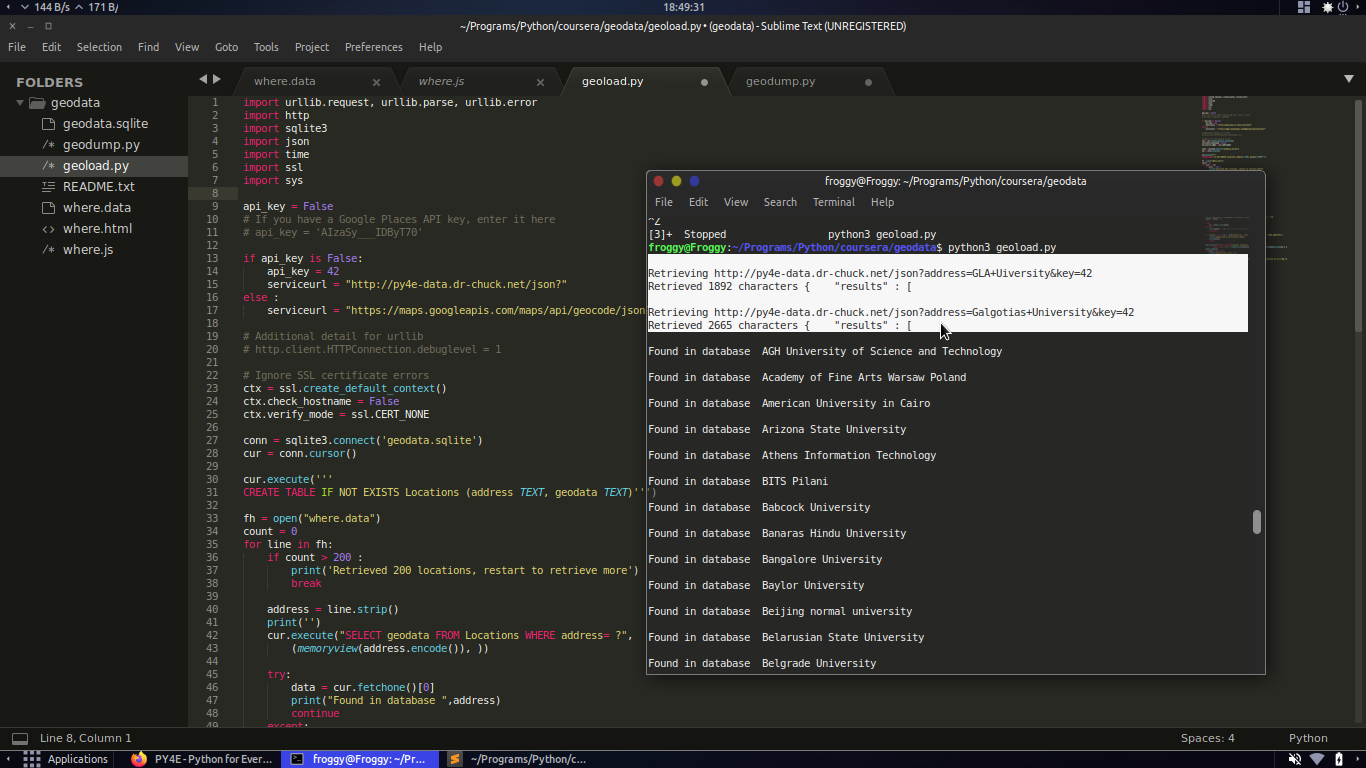 144 B/s 171 B/
18:49:31
~/Programs/Python/coursera/geodata/geoload.py • (geodata) - Sublime Text (UNREGISTERED)
File Edit Selection Find View Goto Tools Project Preferences Help
FOLDERS
geodata
geodata.sqlite
geodump.py
geoload.py
README.txt
where.data
where.html
where.js
where.data where.js geoload.py geodump.py
1 import urllib.request, urllib.parse, urllib.error
2 import http
3 import sqlite3
4 import json
5 import time
6 import ssl
7 import sys
8
9 api_key = False
10 # If you have a Google Places API key, enter it here
11 # api_key = 'AIzaSy___IDByT70'
12
13 if api_key is False:
14 api_key = 42
15 serviceurl = "http://py4e-data.dr-chuck.net/json?"
16 else :
17 serviceurl = "https://maps.googleapis.com/maps/api/geocode/json
18
19 # Additional detail for urllib
20 # http.client.HTTPConnection.debuglevel = 1
21
22 # Ignore SSL certificate errors
23 ctx = ssl.create_default_context()
24 ctx.check_hostname = False
25 ctx.verify_mode = ssl.CERT_NONE
26
27 conn = sqlite3.connect('geodata.sqlite')
28 cur = conn.cursor()
29
30 cur.execute('''
31 CREATE TABLE IF NOT EXISTS Locations (address TEXT, geodata TEXT)''')
32
33 fh = open("where.data")
34 count = 0
35 for line in fh:
36 if count > 200 :
37 print('Retrieved 200 locations, restart to retrieve more')
38 break
39
40 address = line.strip()
41 print('')
42 cur.execute("SELECT geodata FROM Locations WHERE address= ?",
43 (memoryview(address.encode()), ))
44
45 try:
46 data = cur.fetchone()[0]
47 print("Found in database ",address)
48 continue
49 except:
froggy@Froggy: ~/Programs/Python/coursera/geodata
File Edit View Search Terminal Help
^Z
[3]+ Stopped python3 geoload.py
froggy@Froggy:~/Programs/Python/coursera/geodata$ python3 geoload.py
Retrieving http://py4e-data.dr-chuck.net/json?address=GLA+University&key=42
Retrieved 1892 characters { "results" : [
Retrieving http://py4e-data.dr-chuck.net/json?address=Galgotias+University&key=42
Retrieved 2665 characters { "results" : [
Found in database AGH University of Science and Technology
Found in database Academy of Fine Arts Warsaw Poland
Found in database American University in Cairo
Found in database Arizona State University
Found in database Athens Information Technology
Found in database BITS Pilani
Found in database Babcock University
Found in database Banaras Hindu University
Found in database Bangalore University
Found in database Baylor University
Found in database Beijing normal university
Found in database Belarusian State University
Found in database Belgrade University
Line 8, Column 1
Spaces: 4 Python
Applications PY4E - Python for Ever... froggy@Froggy: ~/Pr... ~/Programs/Python/c...